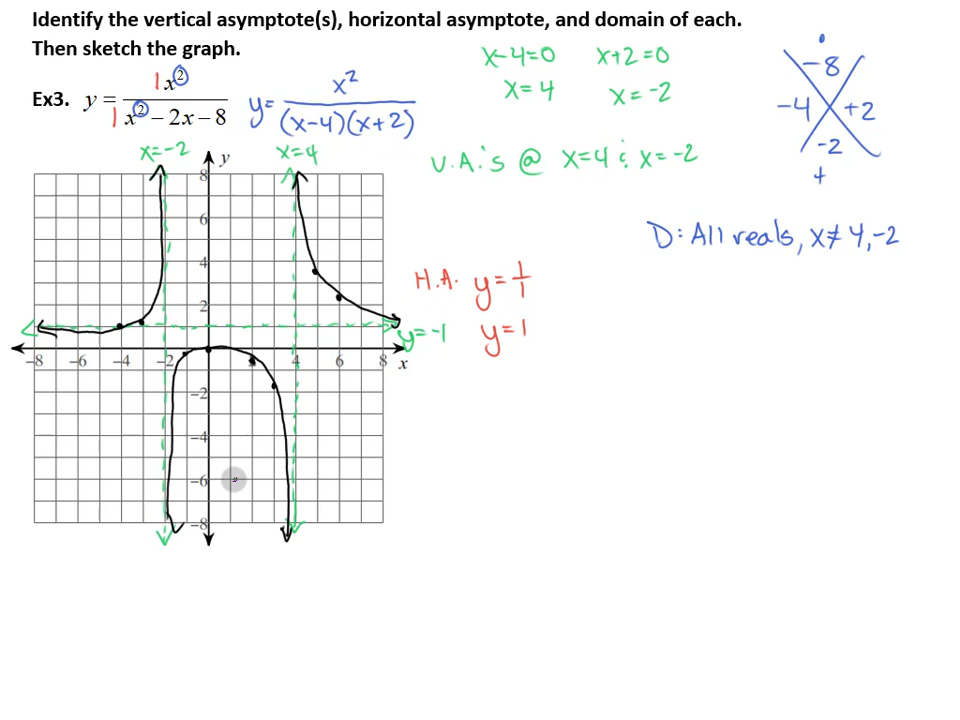 Identify the vertical asymptote(s), horizontal asymptote, and domain of each.
Then sketch the graph.
Ex3. y = 1x² / 1x² − 2x − 8
y = x² / (x-4)(x+2)
x-4=0 x+2=0
x=4 x=-2
-8
-4 +2
-2
+
V.A.'s @ x=4 & x=-2
D: All reals, x≠4,-2
x=-2 x=4
y
8
6
4
2
-8 -6 -4 -2 4 6 8 x
-2
-4
-6
-8
y=-1
H.A. y=1/1
y=1